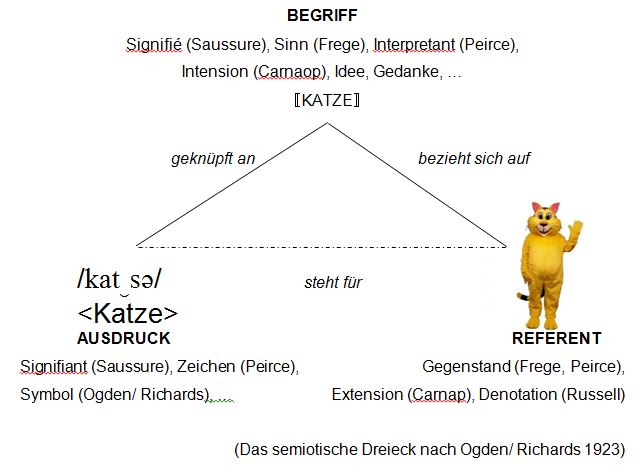 BEGRIFF
Signifié (Saussure), Sinn (Frege), Interpretant (Peirce),
Intension (Carnaop), Idee, Gedanke, …
⟦KATZE⟧
geknüpft an
bezieht sich auf
/kat͜sə/
<Katze>
steht für
AUSDRUCK
REFERENT
Signifiant (Saussure), Zeichen (Peirce),
Gegenstand (Frege, Peirce),
Symbol (Ogden/ Richards), …
Extension (Carnap), Denotation (Russell)
(Das semiotische Dreieck nach Ogden/ Richards 1923)